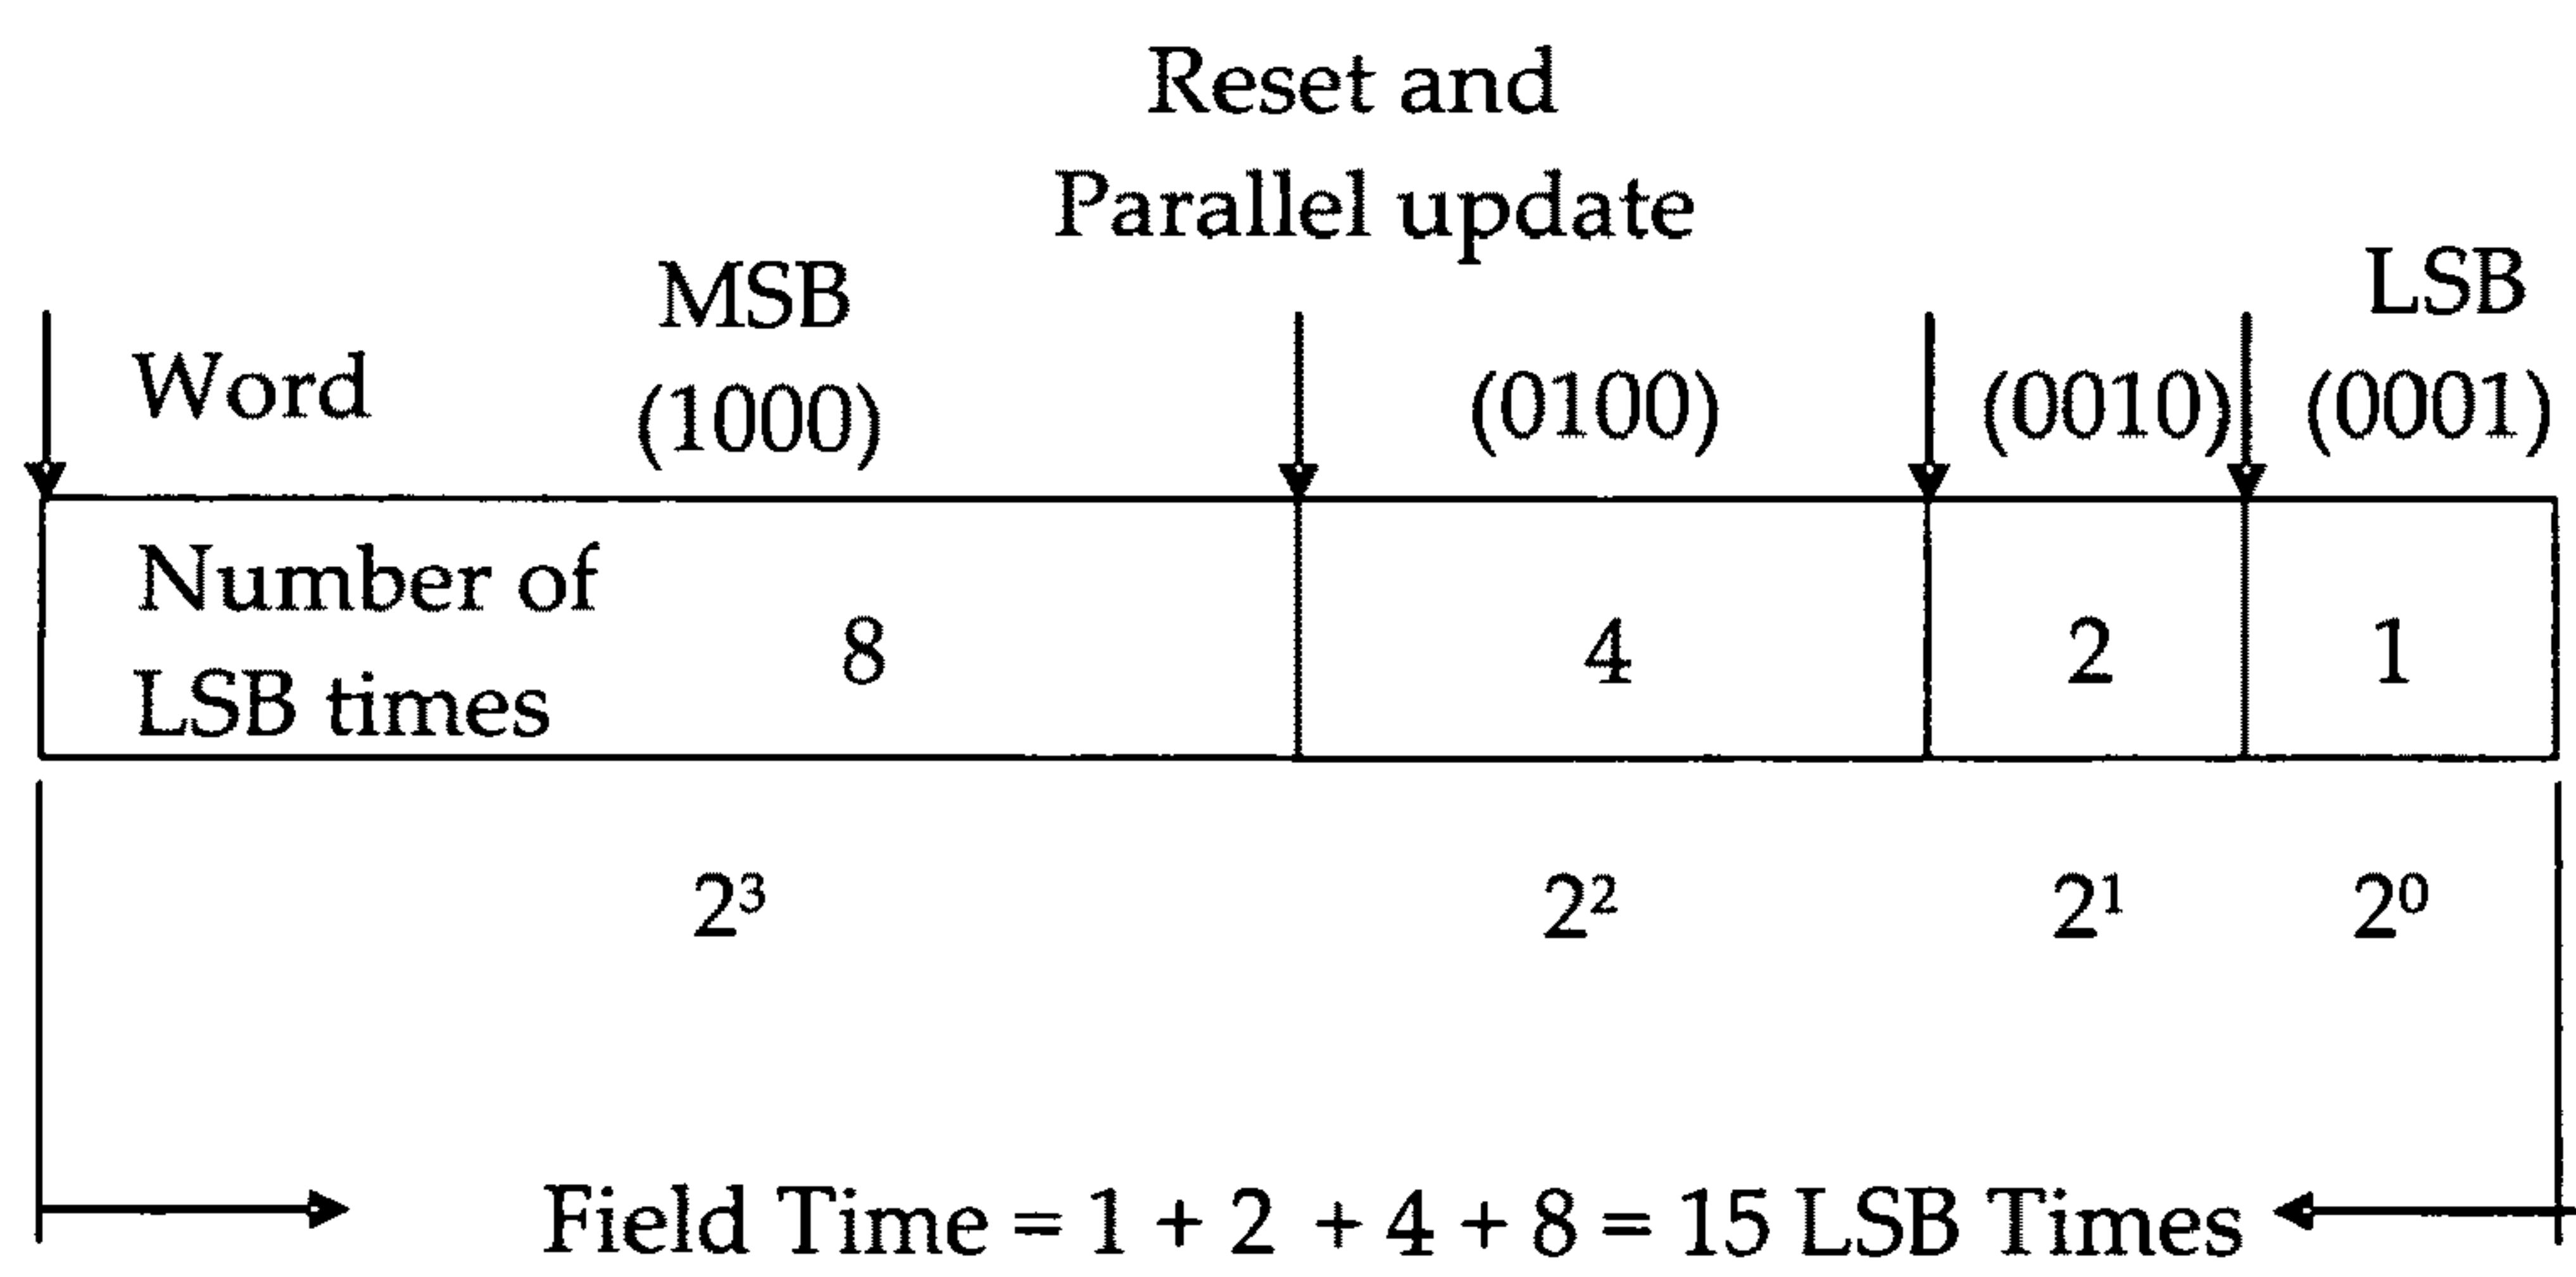 Reset and
Parallel update
MSB
LSB
Word
(1000)
(0100)
(0010)
(0001)
Number of
LSB times
8
4
2
1
2³
2²
2¹
2⁰
Field Time = 1 + 2 + 4 + 8 = 15 LSB Times